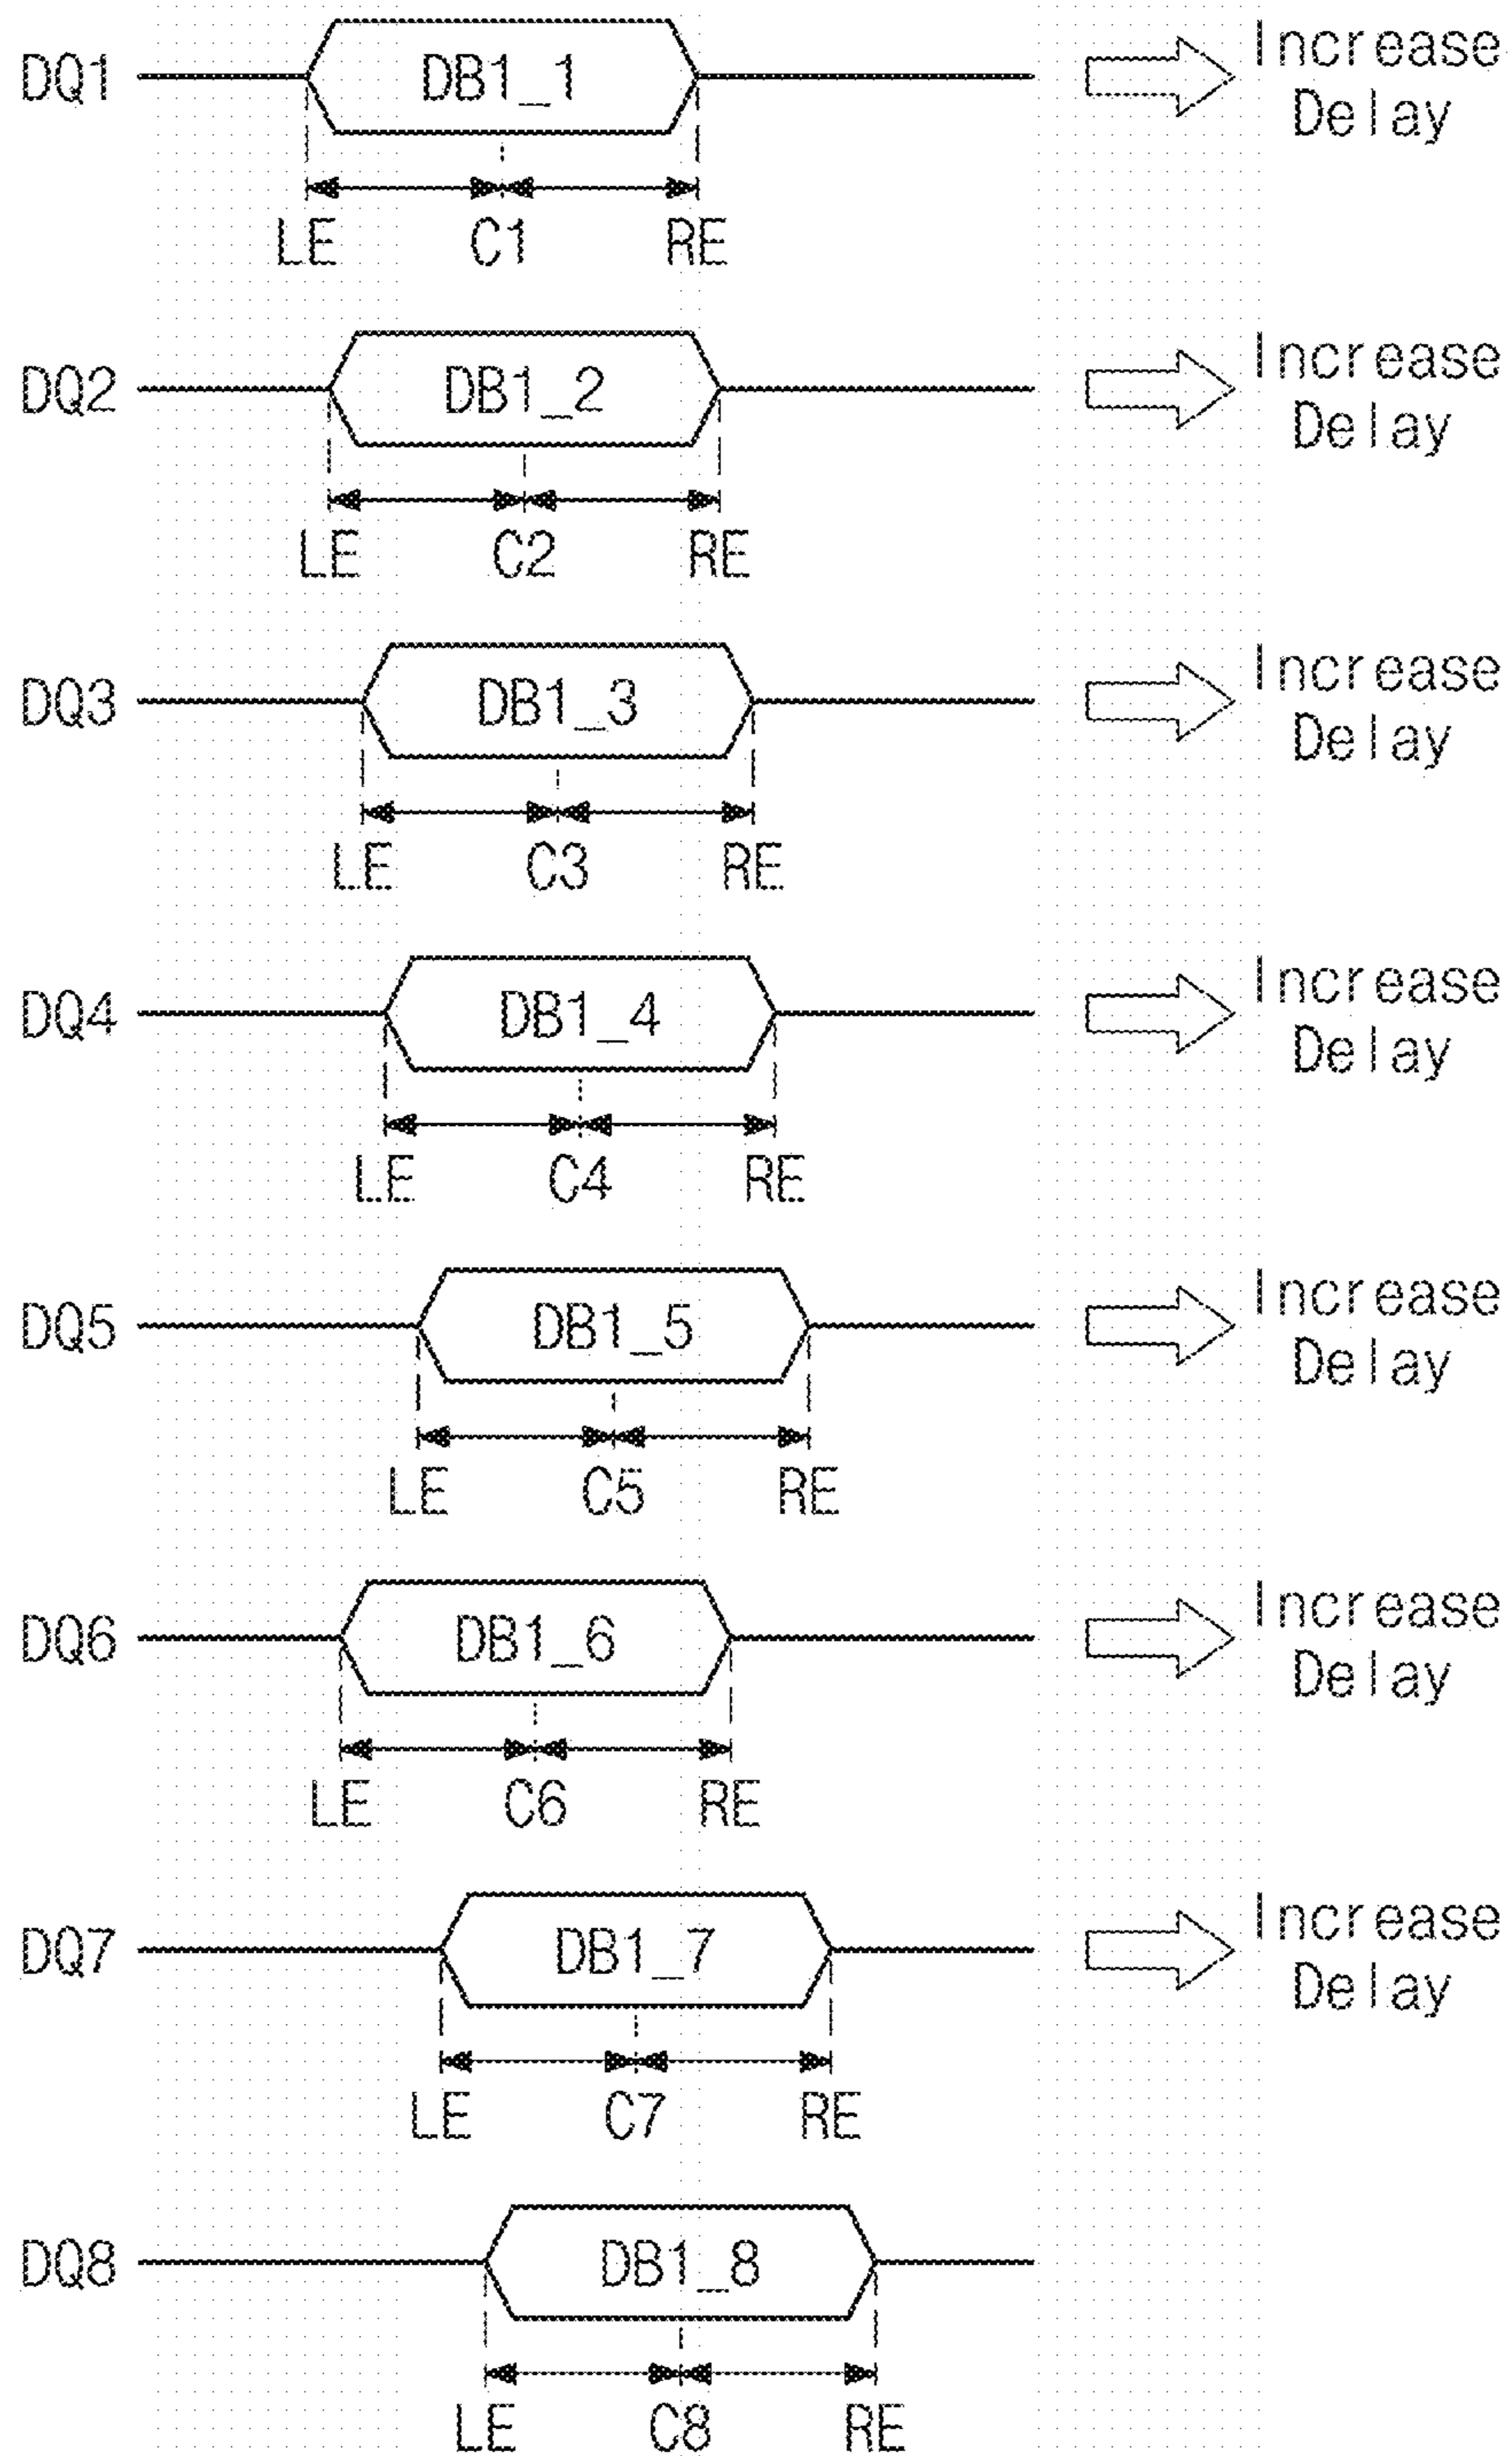 DQ1 DB1_1 Increase
Delay
LE C1 RE
DQ2 DB1_2 Increase
Delay
LE C2 RE
DQ3 DB1_3 Increase
Delay
LE C3 RE
DQ4 DB1_4 Increase
Delay
LE C4 RE
DQ5 DB1_5 Increase
Delay
LE C5 RE
DQ6 DB1_6 Increase
Delay
LE C6 RE
DQ7 DB1_7 Increase
Delay
LE C7 RE
DQ8 DB1_8
LE C8 RE